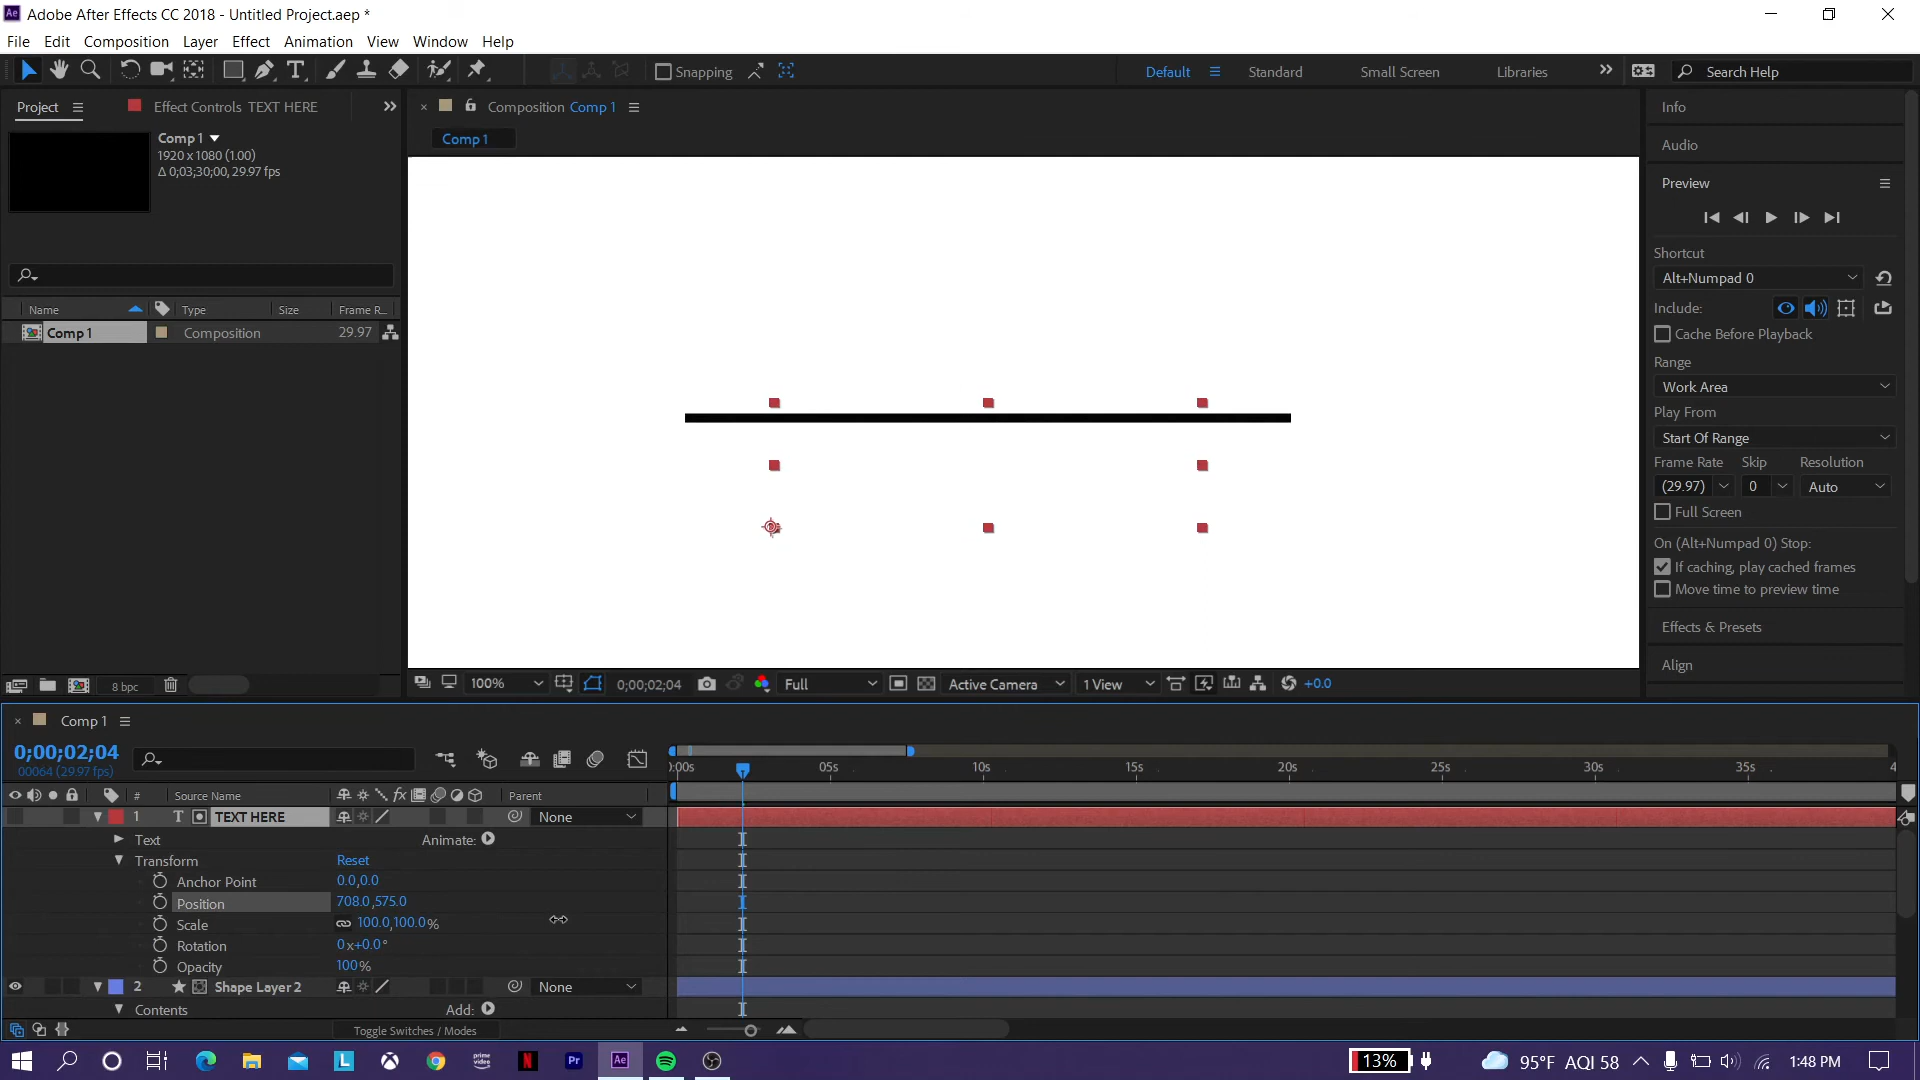 Adobe After Effects CC 2018 - Untitled Project.aep *
File Edit Composition Layer Effect Animation View Window Help
Snapping
Default Standard Small Screen Libraries Search Help
Project Effect Controls TEXT HERE
Comp 1
1920 x 1080 (1.00)
Δ 0;03;30;00, 29.97 fps
Name Type Size Frame R...
Comp 1 Composition 29.97
8 bpc
Composition Comp 1
Comp 1
100% 0;00;02;04 Full Active Camera 1 View +0.0
Info
Audio
Preview
Shortcut
Alt+Numpad 0
Include:
Cache Before Playback
Range
Work Area
Play From
Start Of Range
Frame Rate Skip Resolution
(29.97) 0 Auto
Full Screen
On (Alt+Numpad 0) Stop:
If caching, play cached frames
Move time to preview time
Effects & Presets
Align
Comp 1
0;00;02;04
00064 (29.97 fps)
):00s 05s 10s 15s 20s 25s 30s 35s 4
# Source Name fx Parent
1 T TEXT HERE None
Text Animate:
Transform Reset
Anchor Point 0.0,0.0
Position 708.0,575.0
Scale 100.0,100.0%
Rotation 0x+0.0°
Opacity 100%
2 Shape Layer 2 None
Contents Add:
Toggle Switches / Modes
L prime video N Pr Ae 13% 95°F AQI 58 1:48 PM